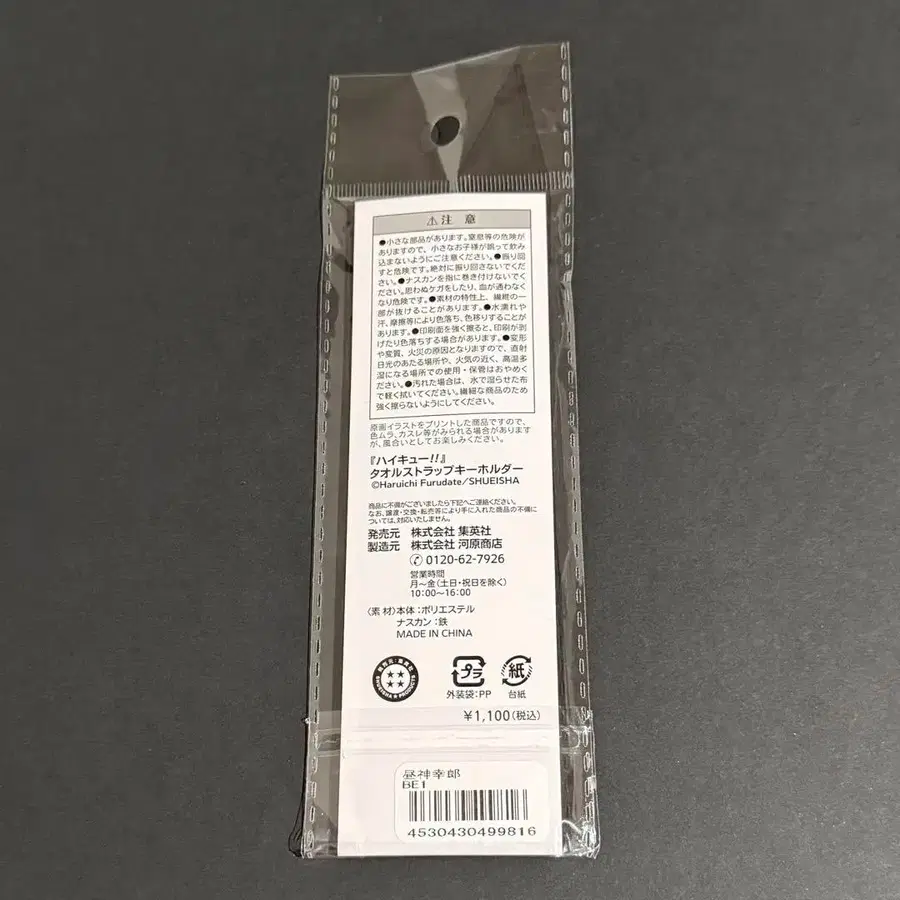 ⚠注 意
●小さな部品があります。窒息等の危険が
ありますので、小さなお子様が誤って飲み
込まないようにご注意ください。●振り回
すと危険です。絶対に振り回さないでくだ
さい。●ナスカンを指に巻き付けないでく
ださい。思わぬケガをしたり、血が通わなく
なり危険です。●素材の特性上、繊維の一
部が抜けることがあります。●水濡れや
汗、摩擦等により色落ち、色移りすることが
あります。●印刷面を強く擦ると、印刷が剥
げたり色落ちする場合があります。●変形
や変質、火災の原因となりますので、直射
日光のあたる場所や、火気の近く、高温多
湿になる場所での使用・保管はおやめく
ださい。●汚れた場合は、水で湿らせた布
で軽く拭いてください。繊細な商品のため
強く擦らないようにしてください。
原画イラストをプリントした商品ですので、
色ムラ、カスレ等がみられる場合があります
が、風合いとしてお楽しみください。
『ハイキュー!!』
タオルストラップキーホルダー
©Haruichi Furudate/SHUEISHA
商品に不備がございましたら下記へご連絡ください。
なお、譲渡・交換・転売等により手に入れた商品の不備に
ついては、対応いたしません。
発売元 株式会社 集英社
製造元 株式会社 河原商店
0120-62-7926
営業時間
月～金(土日・祝日を除く)
10:00～16:00
〈素 材〉本体:ポリエステル
ナスカン:鉄
MADE IN CHINA
販売元:集英社
SHUEISHA PRODUCTS
プラ
外装袋:PP
紙
台紙
¥1,100(税込)
昼神幸郎
BE1
4530430499816